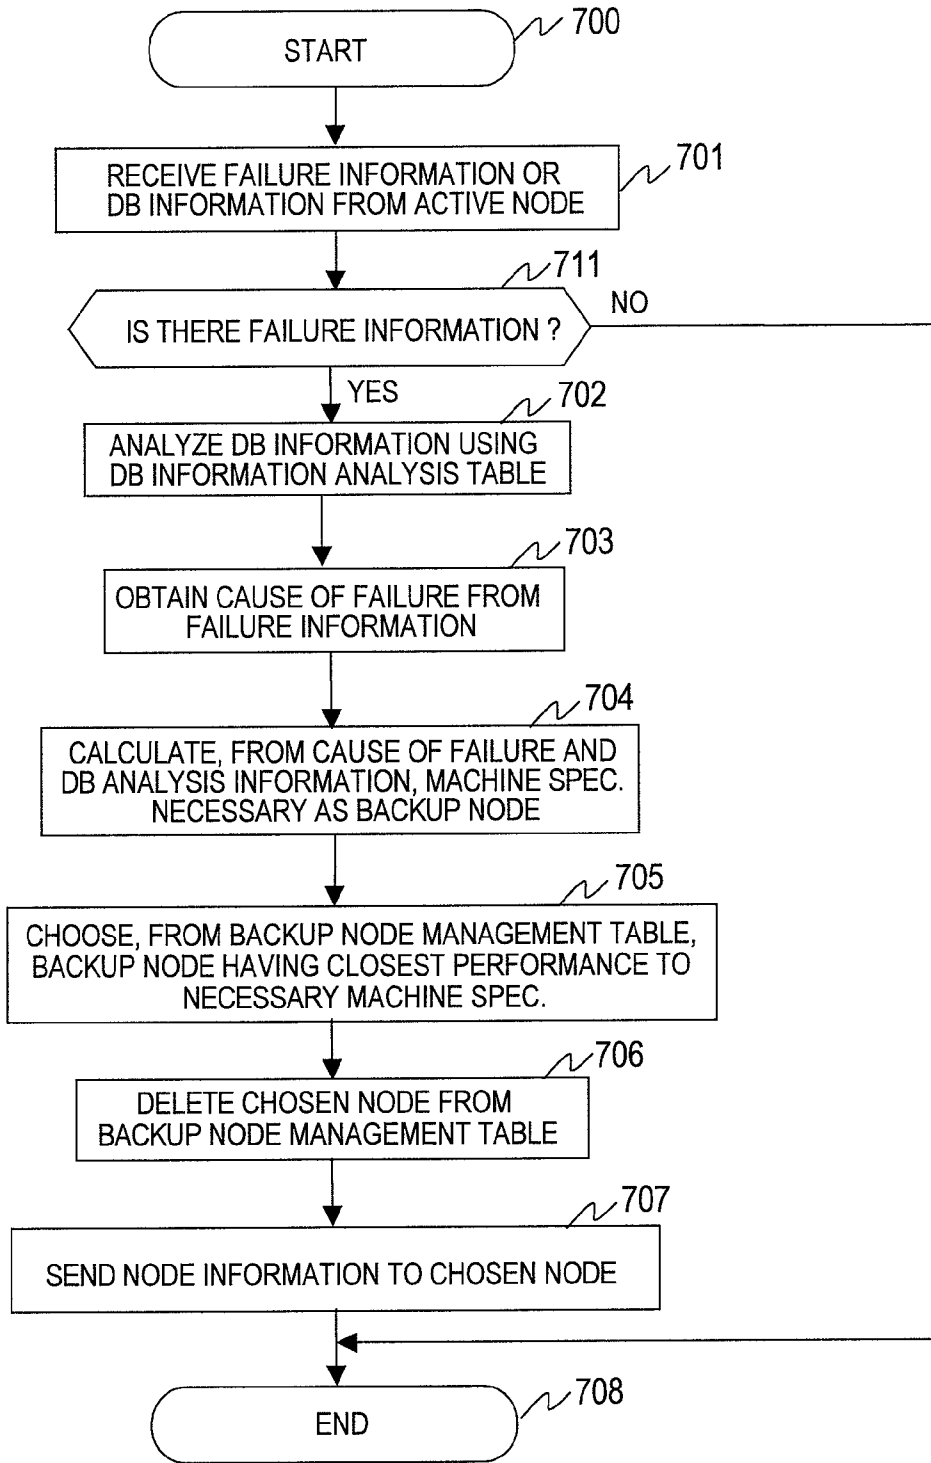 START
700
RECEIVE FAILURE INFORMATION OR
DB INFORMATION FROM ACTIVE NODE
701
711
IS THERE FAILURE INFORMATION ?
NO
YES
702
ANALYZE DB INFORMATION USING
DB INFORMATION ANALYSIS TABLE
703
OBTAIN CAUSE OF FAILURE FROM
FAILURE INFORMATION
704
CALCULATE, FROM CAUSE OF FAILURE AND
DB ANALYSIS INFORMATION, MACHINE SPEC.
NECESSARY AS BACKUP NODE
705
CHOOSE, FROM BACKUP NODE MANAGEMENT TABLE,
BACKUP NODE HAVING CLOSEST PERFORMANCE TO
NECESSARY MACHINE SPEC.
706
DELETE CHOSEN NODE FROM
BACKUP NODE MANAGEMENT TABLE
707
SEND NODE INFORMATION TO CHOSEN NODE
708
END